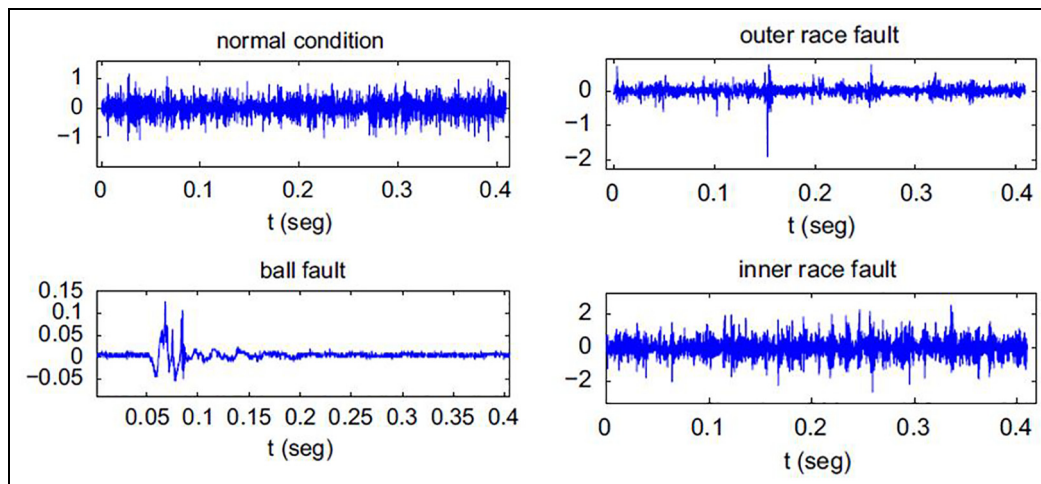 normal condition
1
0
−1
0 0.1 0.2 0.3 0.4
t (seg)
outer race fault
0
−1
−2
0 0.1 0.2 0.3 0.4
t (seg)
ball fault
0.15
0.1
0.05
0
−0.05
0.05 0.1 0.15 0.2 0.25 0.3 0.35 0.4
t (seg)
inner race fault
2
0
−2
0 0.1 0.2 0.3 0.4
t (seg)